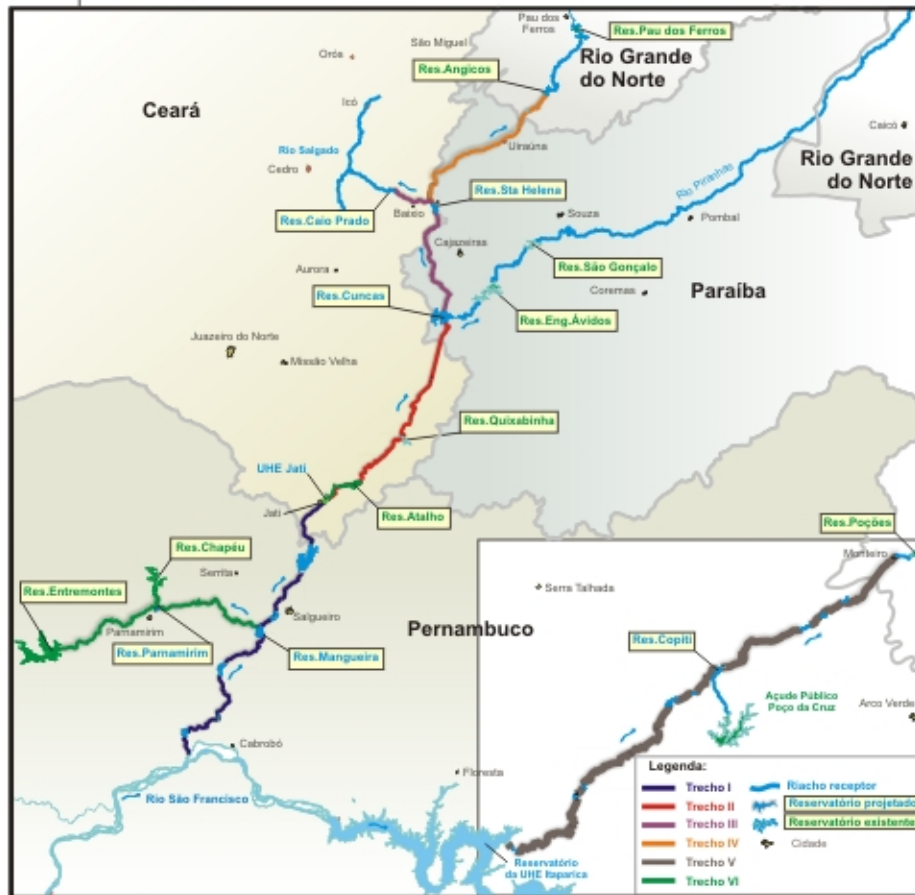 Pau dos
Ferros
Res.Pau dos Ferros
São Miguel
Orós
Rio Grande
do Norte
Res.Angicos
Ceará
Icó
Caicó
Uiraúna
Rio Salgado
Rio Grande
do Norte
Cedro
Rio Piranhas
Res.Sta Helena
Res.Caio Prado
Baixio
Souza
Pombal
Cajazeiras
Res.São Gonçalo
Aurora
Paraíba
Res.Cuncas
Coremas
Res.Eng.Ávidos
Juazeiro do Norte
Missão Velha
Res.Quixabinha
UHE Jati
Jati
Res.Atalho
Res.Poções
Res.Chapéu
Monteiro
Serrita
Serra Talhada
Res.Entremontes
Salgueiro
Parnamirim
Pernambuco
Res.Parnamirim
Res.Mangueira
Res.Copiti
Açude Público
Poço da Cruz
Arco Verde
Cabrobó
Floresta
Rio São Francisco
Reservatório
da UHE Itaparica
Legenda:
Trecho I
Riacho receptor
Trecho II
Reservatório projetado
Trecho III
Reservatório existente
Trecho IV
Cidade
Trecho V
Trecho VI